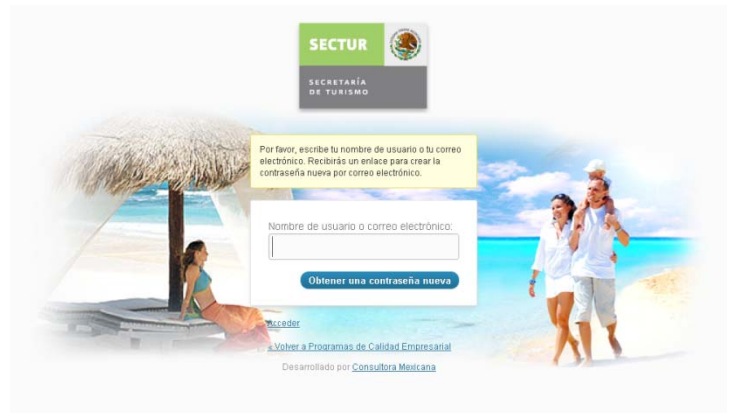 SECTUR
SECRETARÍA
DE TURISMO
Por favor, escribe tu nombre de usuario o tu correo
electrónico. Recibirás un enlace para crear la
contraseña nueva por correo electrónico.
Nombre de usuario o correo electrónico:
Obtener una contraseña nueva
Acceder
« Volver a Programas de Calidad Empresarial
Desarrollado por Consultora Mexicana